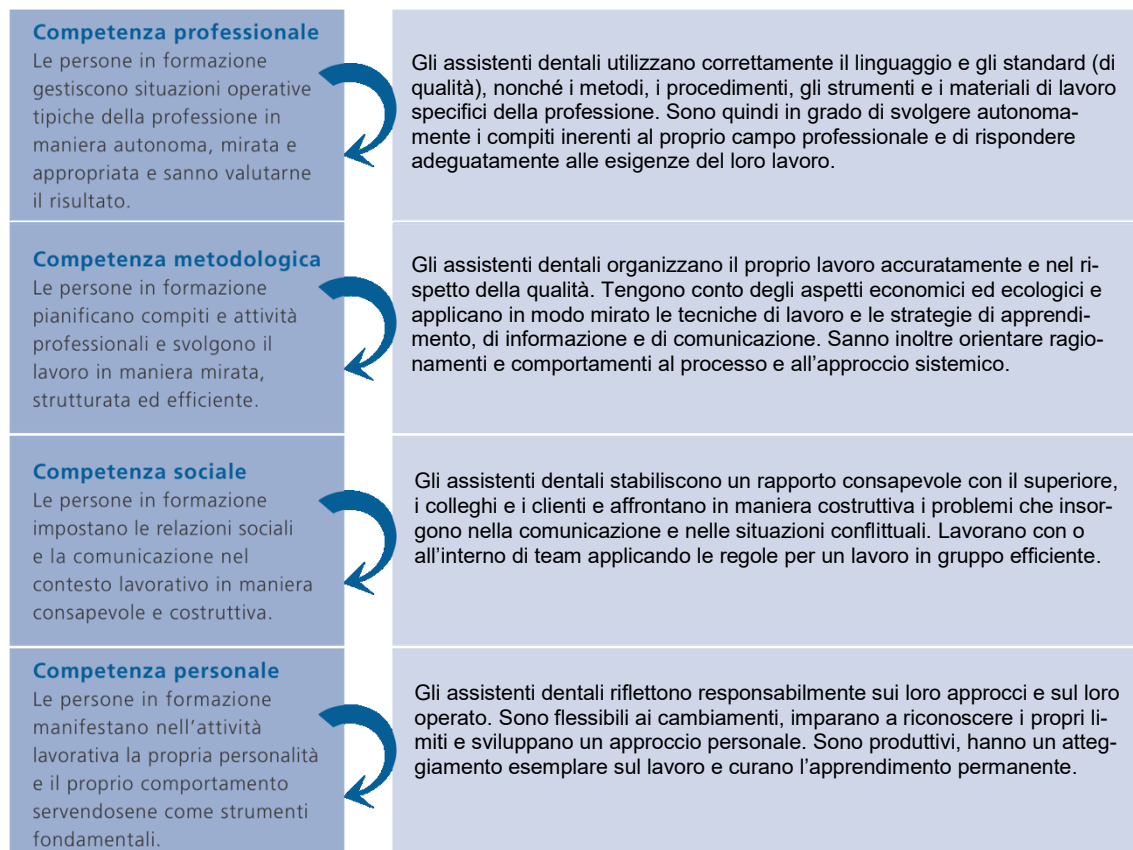 Competenza professionale
Le persone in formazione
gestiscono situazioni operative
tipiche della professione in
maniera autonoma, mirata e
appropriata e sanno valutarne
il risultato.
Gli assistenti dentali utilizzano correttamente il linguaggio e gli standard (di
qualità), nonché i metodi, i procedimenti, gli strumenti e i materiali di lavoro
specifici della professione. Sono quindi in grado di svolgere autonoma-
mente i compiti inerenti al proprio campo professionale e di rispondere
adeguatamente alle esigenze del loro lavoro.
Competenza metodologica
Le persone in formazione
pianificano compiti e attività
professionali e svolgono il
lavoro in maniera mirata,
strutturata ed efficiente.
Gli assistenti dentali organizzano il proprio lavoro accuratamente e nel ri-
spetto della qualità. Tengono conto degli aspetti economici ed ecologici e
applicano in modo mirato le tecniche di lavoro e le strategie di apprendi-
mento, di informazione e di comunicazione. Sanno inoltre orientare ragio-
namenti e comportamenti al processo e all'approccio sistemico.
Competenza sociale
Le persone in formazione
impostano le relazioni sociali
e la comunicazione nel
contesto lavorativo in maniera
consapevole e costruttiva.
Gli assistenti dentali stabiliscono un rapporto consapevole con il superiore,
i colleghi e i clienti e affrontano in maniera costruttiva i problemi che insor-
gono nella comunicazione e nelle situazioni conflittuali. Lavorano con o
all'interno di team applicando le regole per un lavoro in gruppo efficiente.
Competenza personale
Le persone in formazione
manifestano nell'attività
lavorativa la propria personalità
e il proprio comportamento
servendosene come strumenti
fondamentali.
Gli assistenti dentali riflettono responsabilmente sui loro approcci e sul loro
operato. Sono flessibili ai cambiamenti, imparano a riconoscere i propri li-
miti e sviluppano un approccio personale. Sono produttivi, hanno un atteg-
giamento esemplare sul lavoro e curano l'apprendimento permanente.